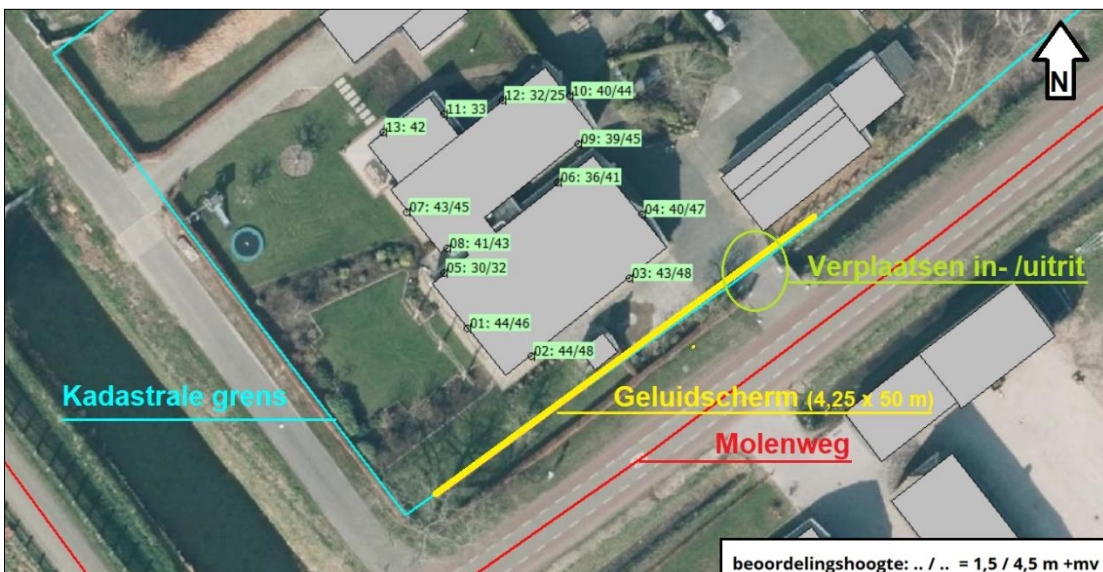 N
12: 32/25
10: 40/44
11: 33
13: 42
09: 39/45
06: 36/41
07: 43/45
04: 40/47
08: 41/43
05: 30/32
03: 43/48
Verplaatsen in- /uitrit
01: 44/46
02: 44/48
Kadastrale grens
Geluidscherm (4,25 x 50 m)
Molenweg
beoordelingshoogte: .. / .. = 1,5 / 4,5 m +mv